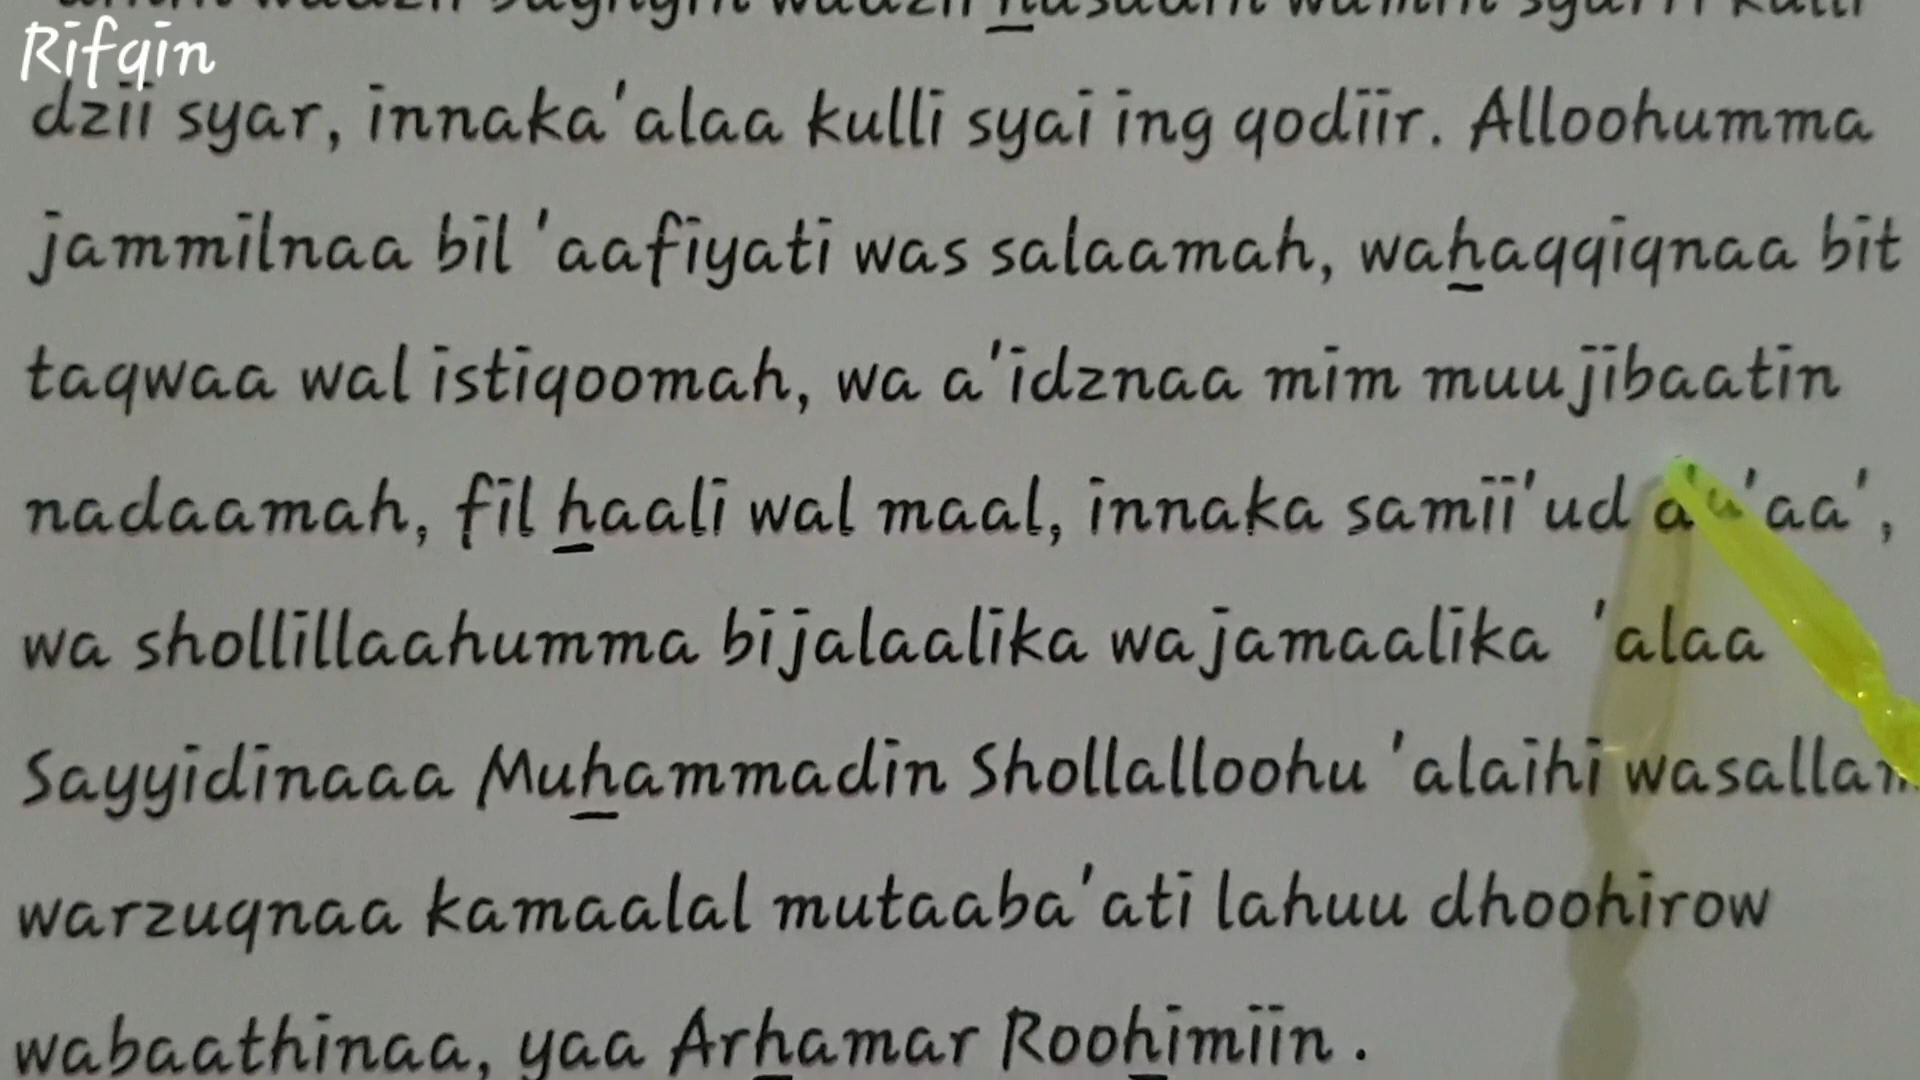 Rifqin
dzii syar, innaka 'alaa kulli syai ing qodiir. Alloohumma
jammilnaa bil 'aafiyati was salaamah, wahaqqiqnaa bit
taqwaa wal istiqoomah, wa a'idznaa mim muujibaatin
nadaamah, fil haali wal maal, innaka samii'ud du'aa',
wa shollillaahumma bijalaalika wajamaalika 'alaa
Sayyidinaaa Muhammadin Shollalloohu 'alaihi wasallam
warzuqnaa kamaalal mutaaba'ati lahuu dhoohirow
wabaathinaa, yaa Arhamar Roohimiin.